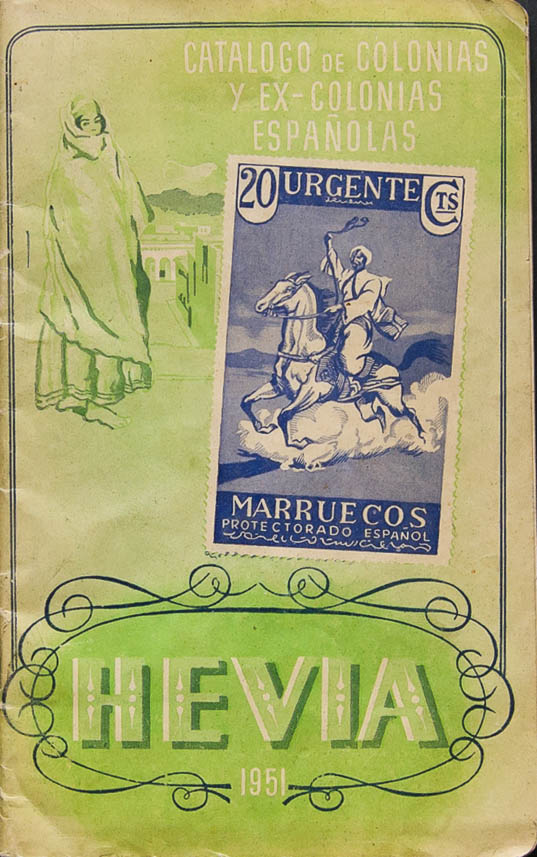 CATALOGO DE COLONIAS
Y EX-COLONIAS
ESPAÑOLAS
20 URGENTE CTS
MARRUECOS
PROTECTORADO ESPAÑOL
HEVIA
1951